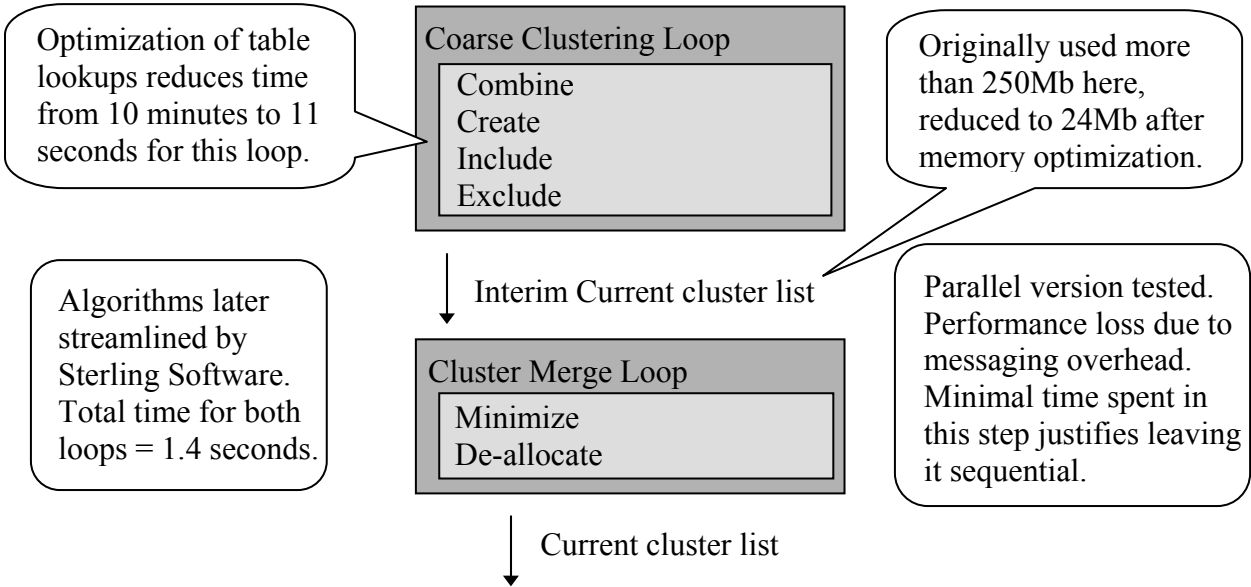 Optimization of table
lookups reduces time
from 10 minutes to 11
seconds for this loop.
Coarse Clustering Loop
Combine
Create
Include
Exclude
Originally used more
than 250Mb here,
reduced to 24Mb after
memory optimization.
Interim Current cluster list
Algorithms later
streamlined by
Sterling Software.
Total time for both
loops = 1.4 seconds.
Cluster Merge Loop
Minimize
De-allocate
Parallel version tested.
Performance loss due to
messaging overhead.
Minimal time spent in
this step justifies leaving
it sequential.
Current cluster list